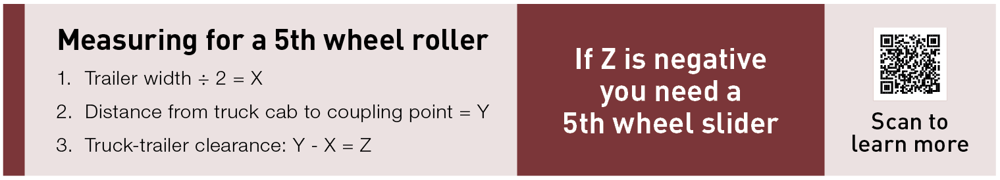 Measuring for a 5th wheel roller
1. Trailer width ÷ 2 = X
2. Distance from truck cab to coupling point = Y
3. Truck-trailer clearance: Y - X = Z
If Z is negative
you need a
5th wheel slider
Scan to
learn more